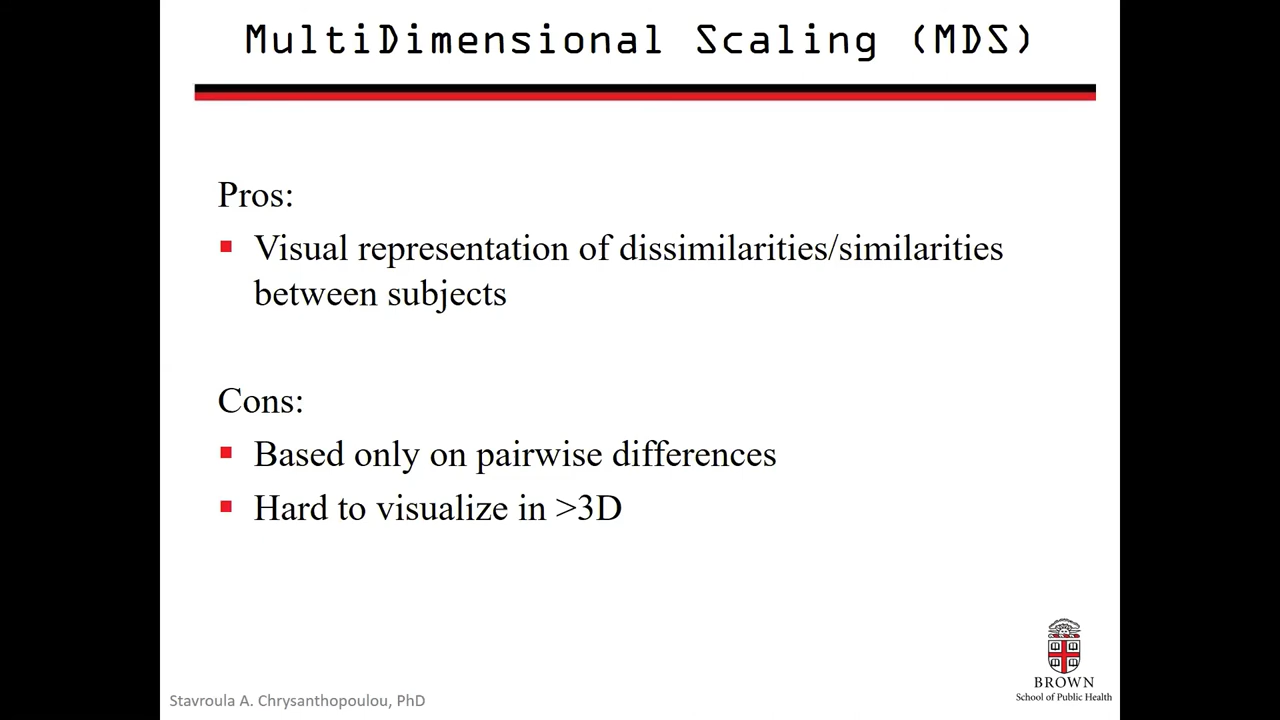 MultiDimensional Scaling (MDS)
Pros:
▪ Visual representation of dissimilarities/similarities
between subjects
Cons:
▪ Based only on pairwise differences
▪ Hard to visualize in >3D
BROWN
School of Public Health
Stavroula A. Chrysanthopoulou, PhD